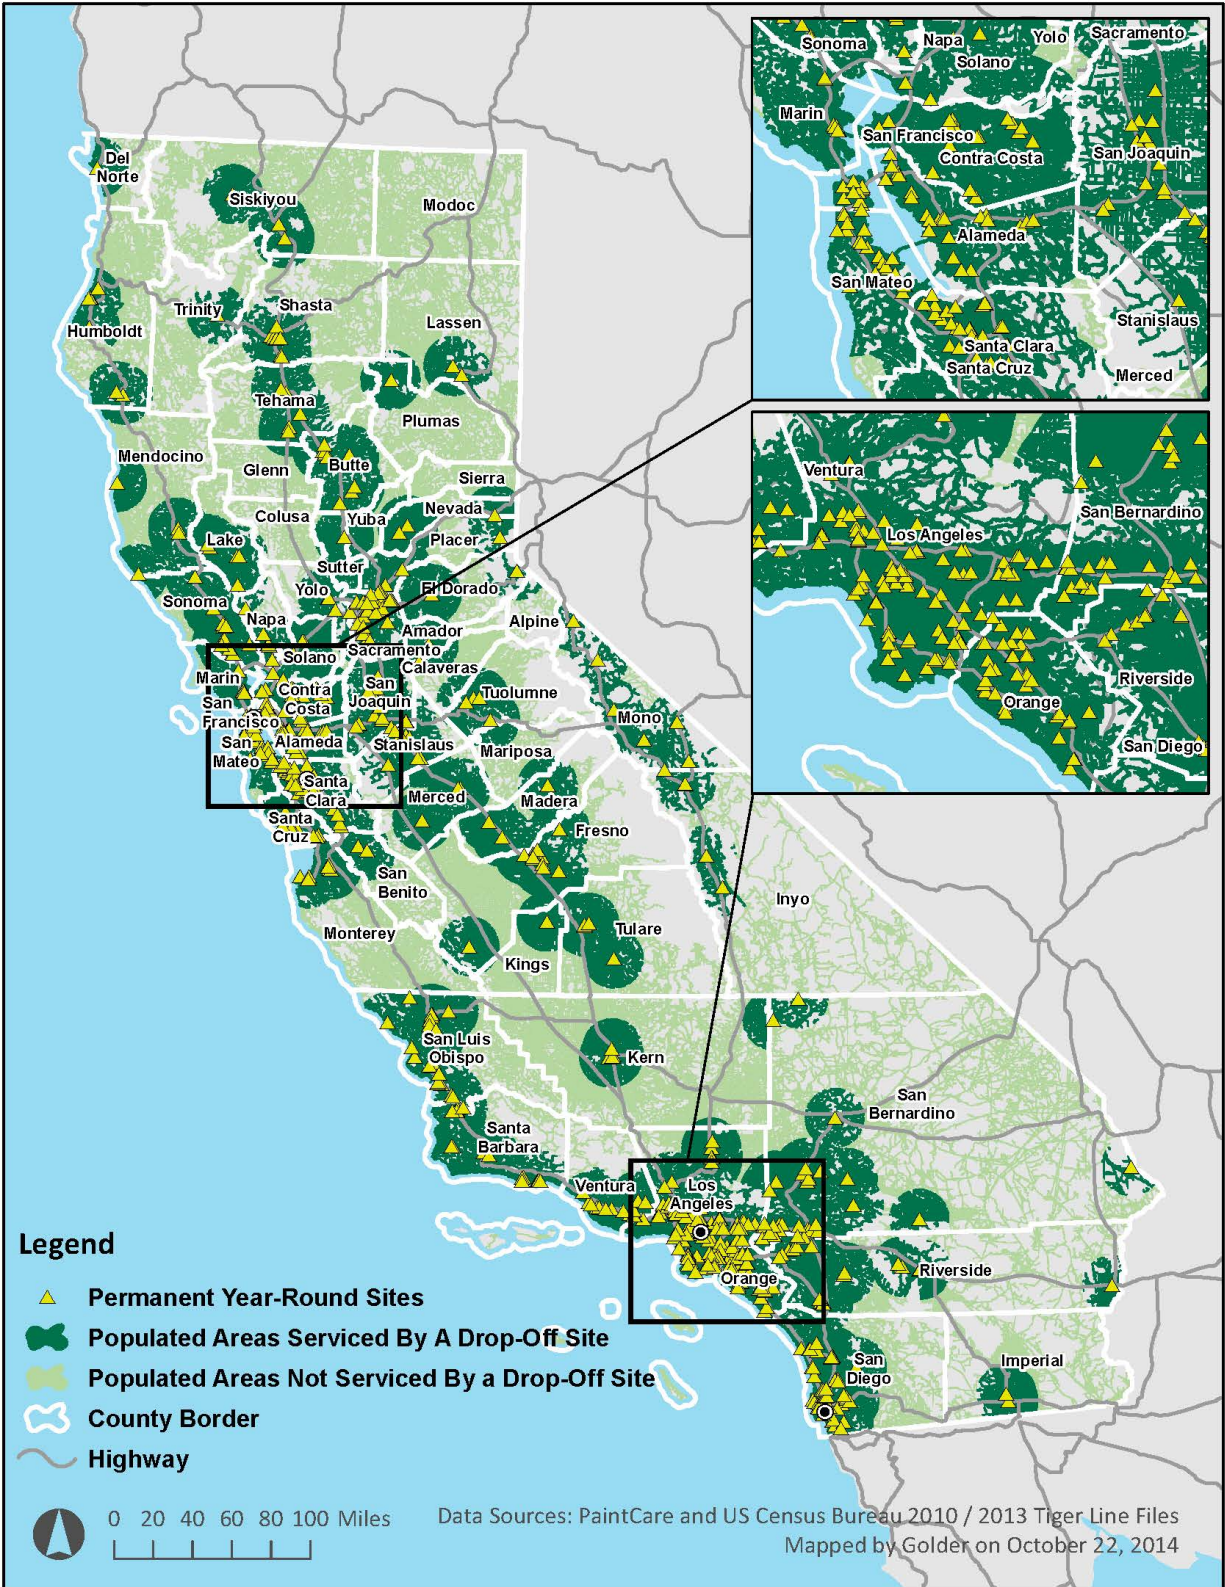 Del
Norte
Siskiyou
Modoc
Trinity
Shasta
Humboldt
Lassen
Tehama
Plumas
Mendocino
Glenn
Butte
Sierra
Colusa
Yuba
Nevada
Lake
Placer
Sutter
Yolo
El Dorado
Sonoma
Napa
Alpine
Amador
Sacramento
Solano
Calaveras
Marin
Contra
Costa
San
Joaquin
Tuolumne
San
Francisco
Mono
San
Mateo
Alameda
Stanislaus
Mariposa
Santa
Clara
Merced
Madera
Santa
Cruz
Fresno
San
Benito
Inyo
Monterey
Tulare
Kings
San Luis
Obispo
Kern
San
Bernardino
Santa
Barbara
Ventura
Los
Angeles
Orange
Riverside
San
Diego
Imperial
Sonoma
Napa
Yolo
Sacramento
Solano
Marin
San Francisco
Contra Costa
San Joaquin
Alameda
San Mateo
Stanislaus
Santa Clara
Santa Cruz
Merced
Ventura
San Bernardino
Los Angeles
Riverside
Orange
San Diego
Legend
Permanent Year-Round Sites
Populated Areas Serviced By A Drop-Off Site
Populated Areas Not Serviced By a Drop-Off Site
County Border
Highway
0 20 40 60 80 100 Miles
Data Sources: PaintCare and US Census Bureau 2010 / 2013 Tiger Line Files
Mapped by Golder on October 22, 2014